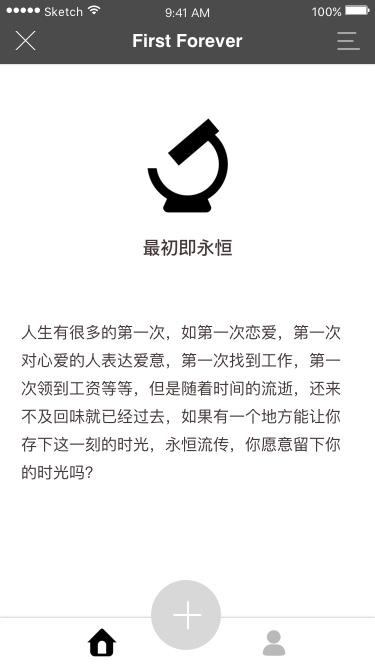 Sketch 9:41 AM 100%
First Forever
最初即永恒
人生有很多的第一次，如第一次恋爱，第一次
对心爱的人表达爱意，第一次找到工作，第一
次领到工资等等，但是随着时间的流逝，还来
不及回味就已经过去，如果有一个地方能让你
存下这一刻的时光，永恒流传，你愿意留下你
的时光吗？